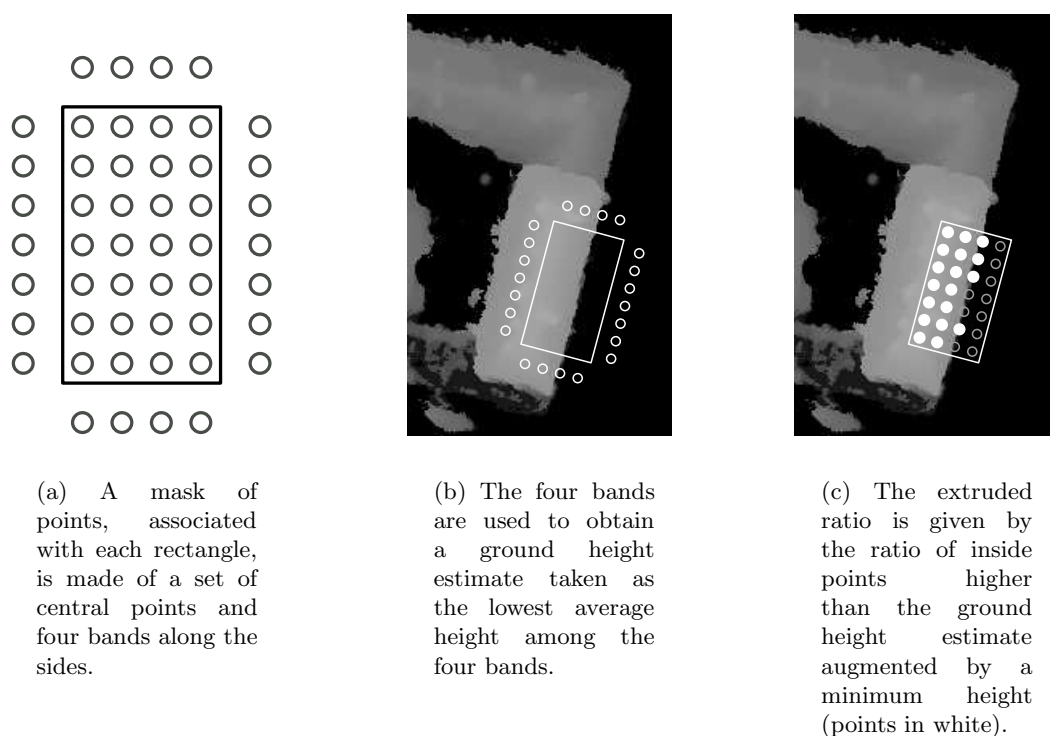 (a) A mask of
points, associated
with each rectangle,
is made of a set of
central points and
four bands along the
sides.
(b) The four bands
are used to obtain
a ground height
estimate taken as
the lowest average
height among the
four bands.
(c) The extruded
ratio is given by
the ratio of inside
points higher
than the ground
height estimate
augmented by a
minimum height
(points in white).